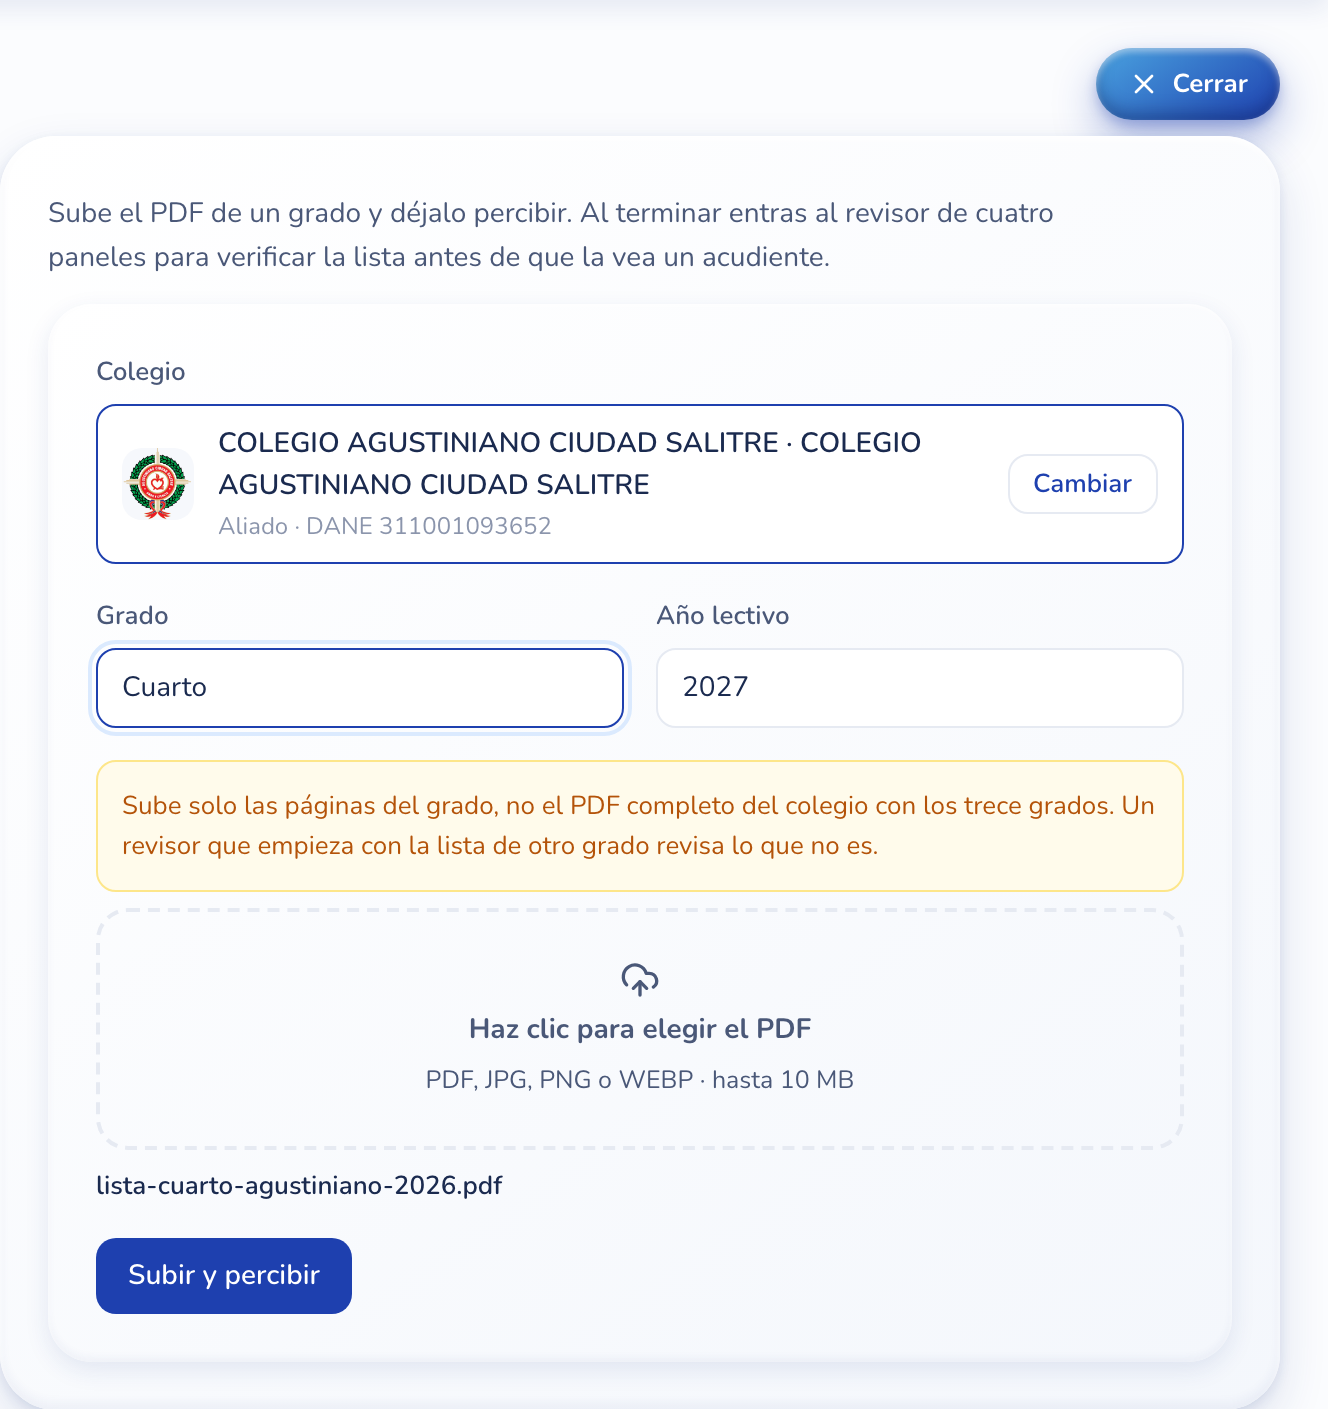 Cerrar
Sube el PDF de un grado y déjalo percibir. Al terminar entras al revisor de cuatro
paneles para verificar la lista antes de que la vea un acudiente.
Colegio
COLEGIO AGUSTINIANO CIUDAD SALITRE · COLEGIO
AGUSTINIANO CIUDAD SALITRE
Aliado · DANE 311001093652
Cambiar
Grado
Año lectivo
Cuarto
2027
Sube solo las páginas del grado, no el PDF completo del colegio con los trece grados. Un
revisor que empieza con la lista de otro grado revisa lo que no es.
Haz clic para elegir el PDF
PDF, JPG, PNG o WEBP · hasta 10 MB
lista-cuarto-agustiniano-2026.pdf
Subir y percibir